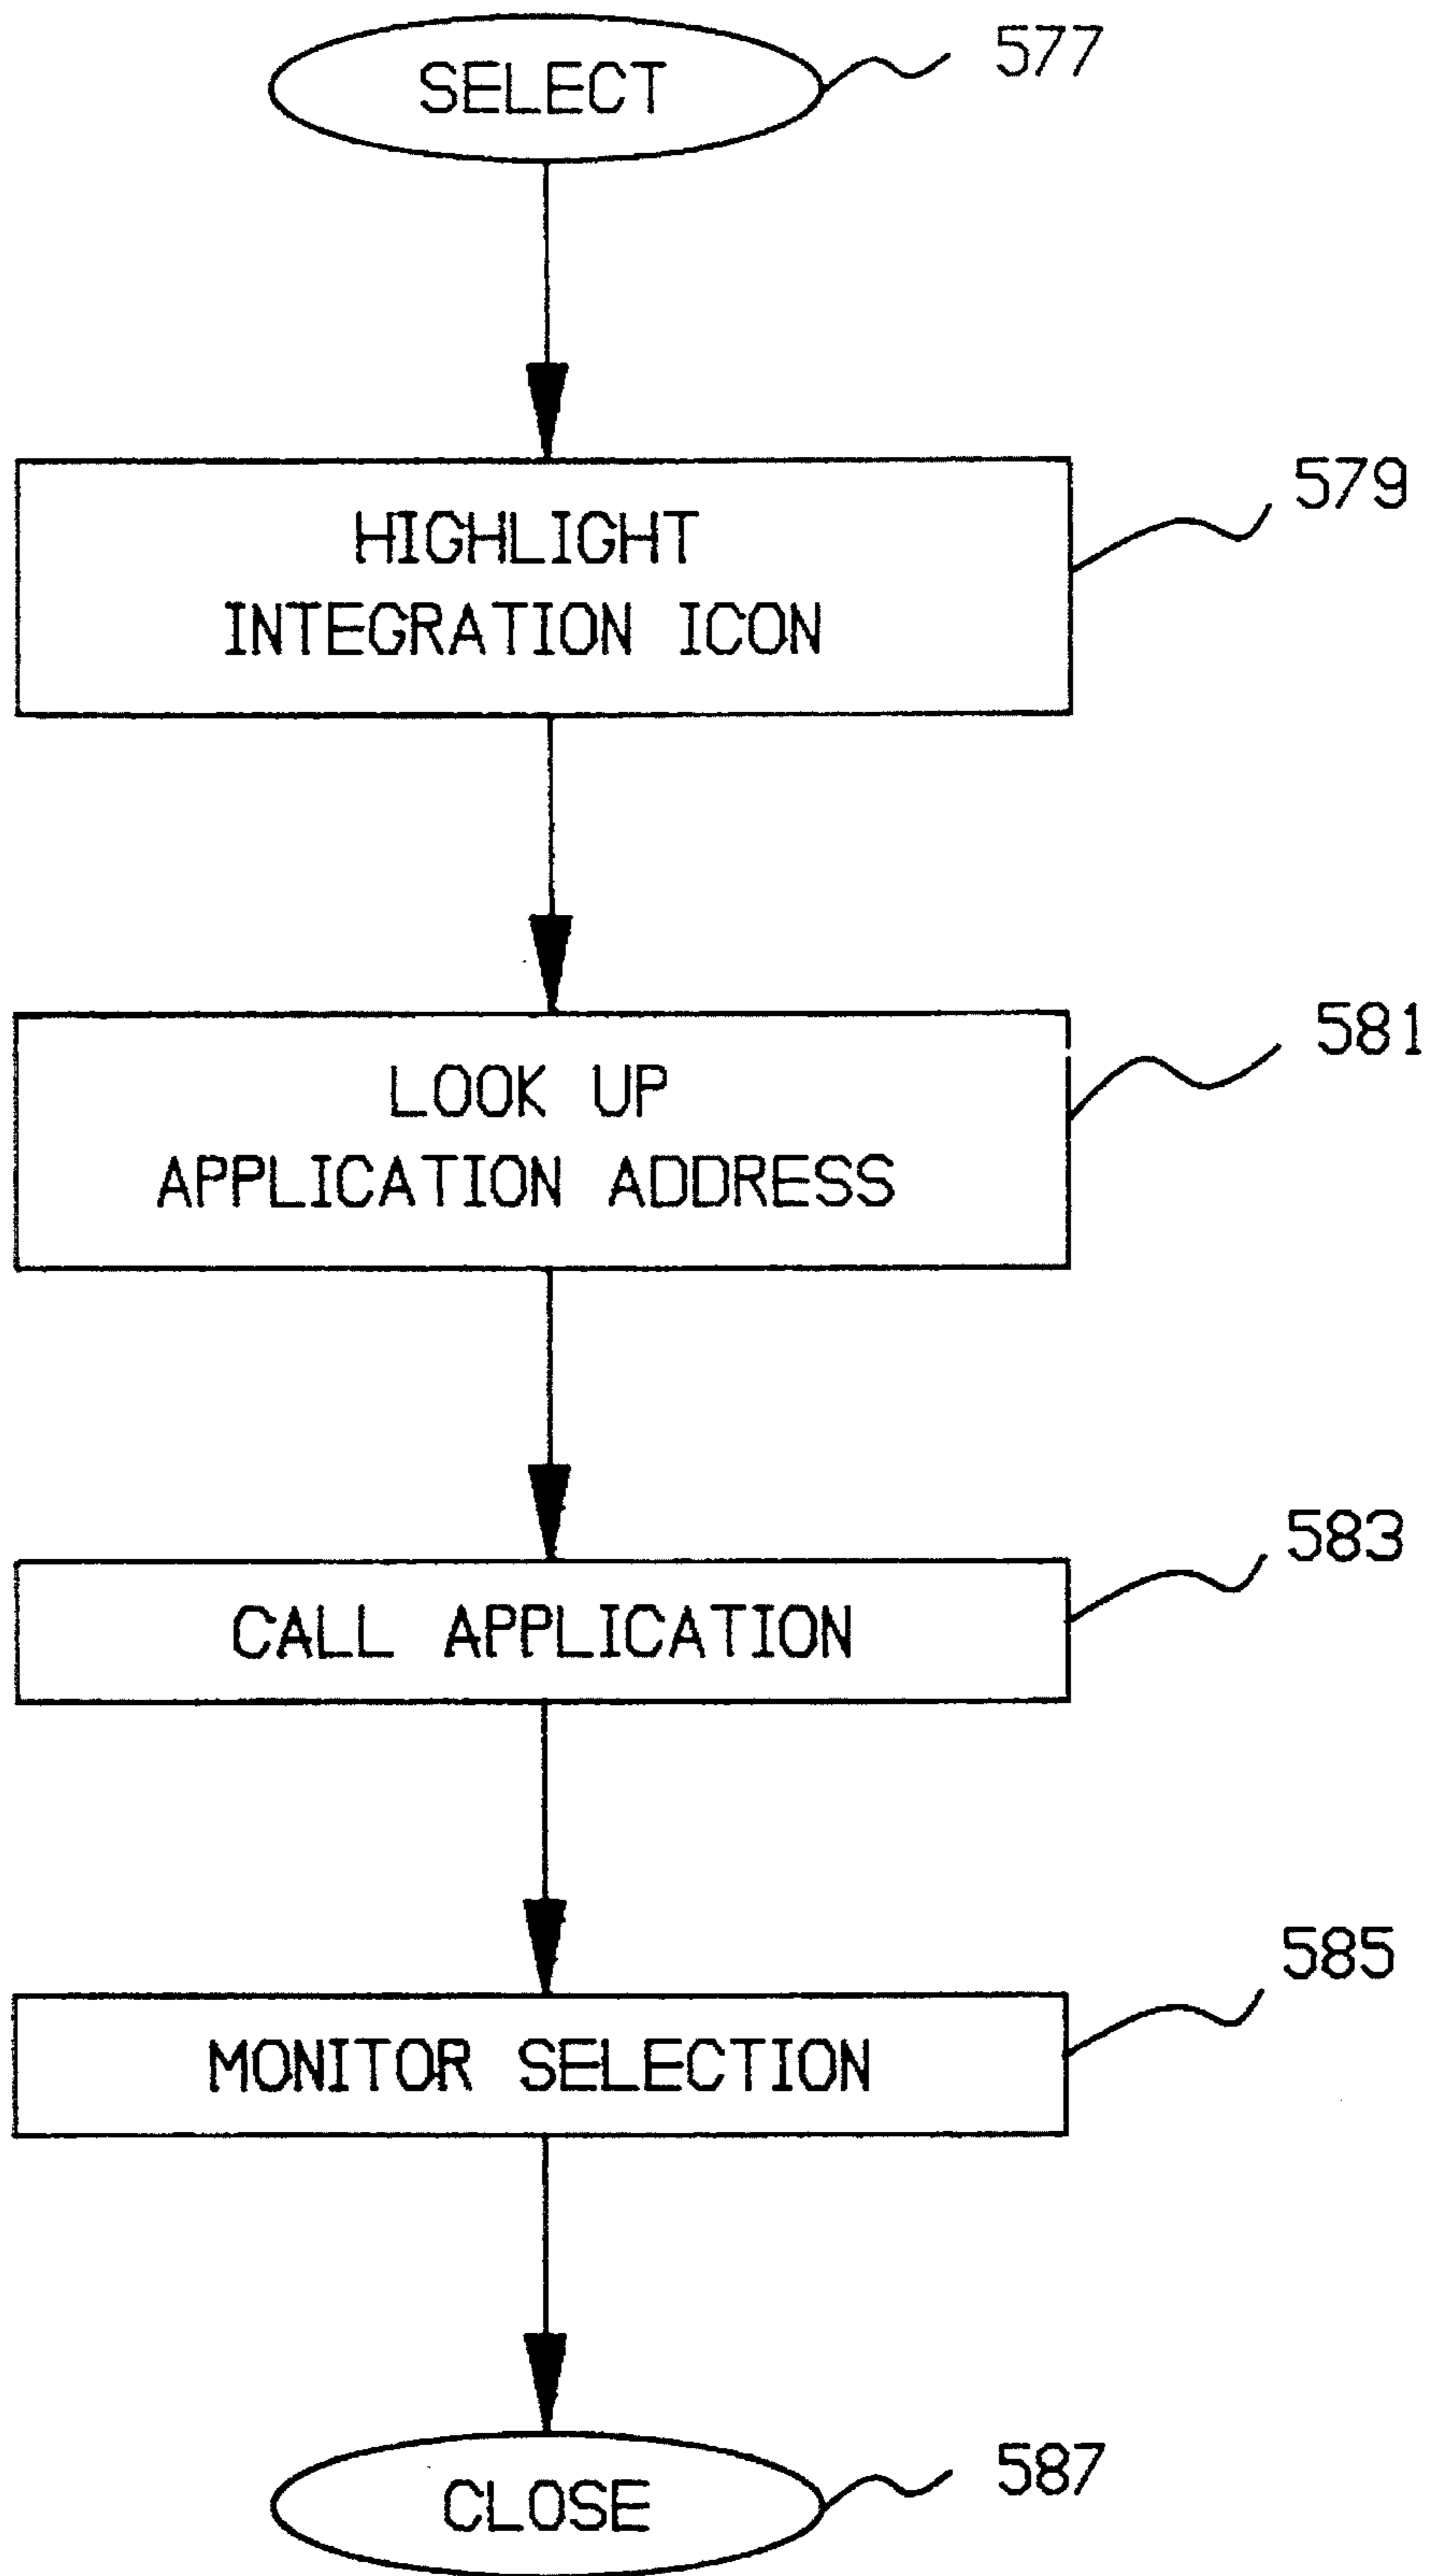 SELECT
577
HIGHLIGHT
INTEGRATION ICON
579
LOOK UP
APPLICATION ADDRESS
581
CALL APPLICATION
583
MONITOR SELECTION
585
CLOSE
587